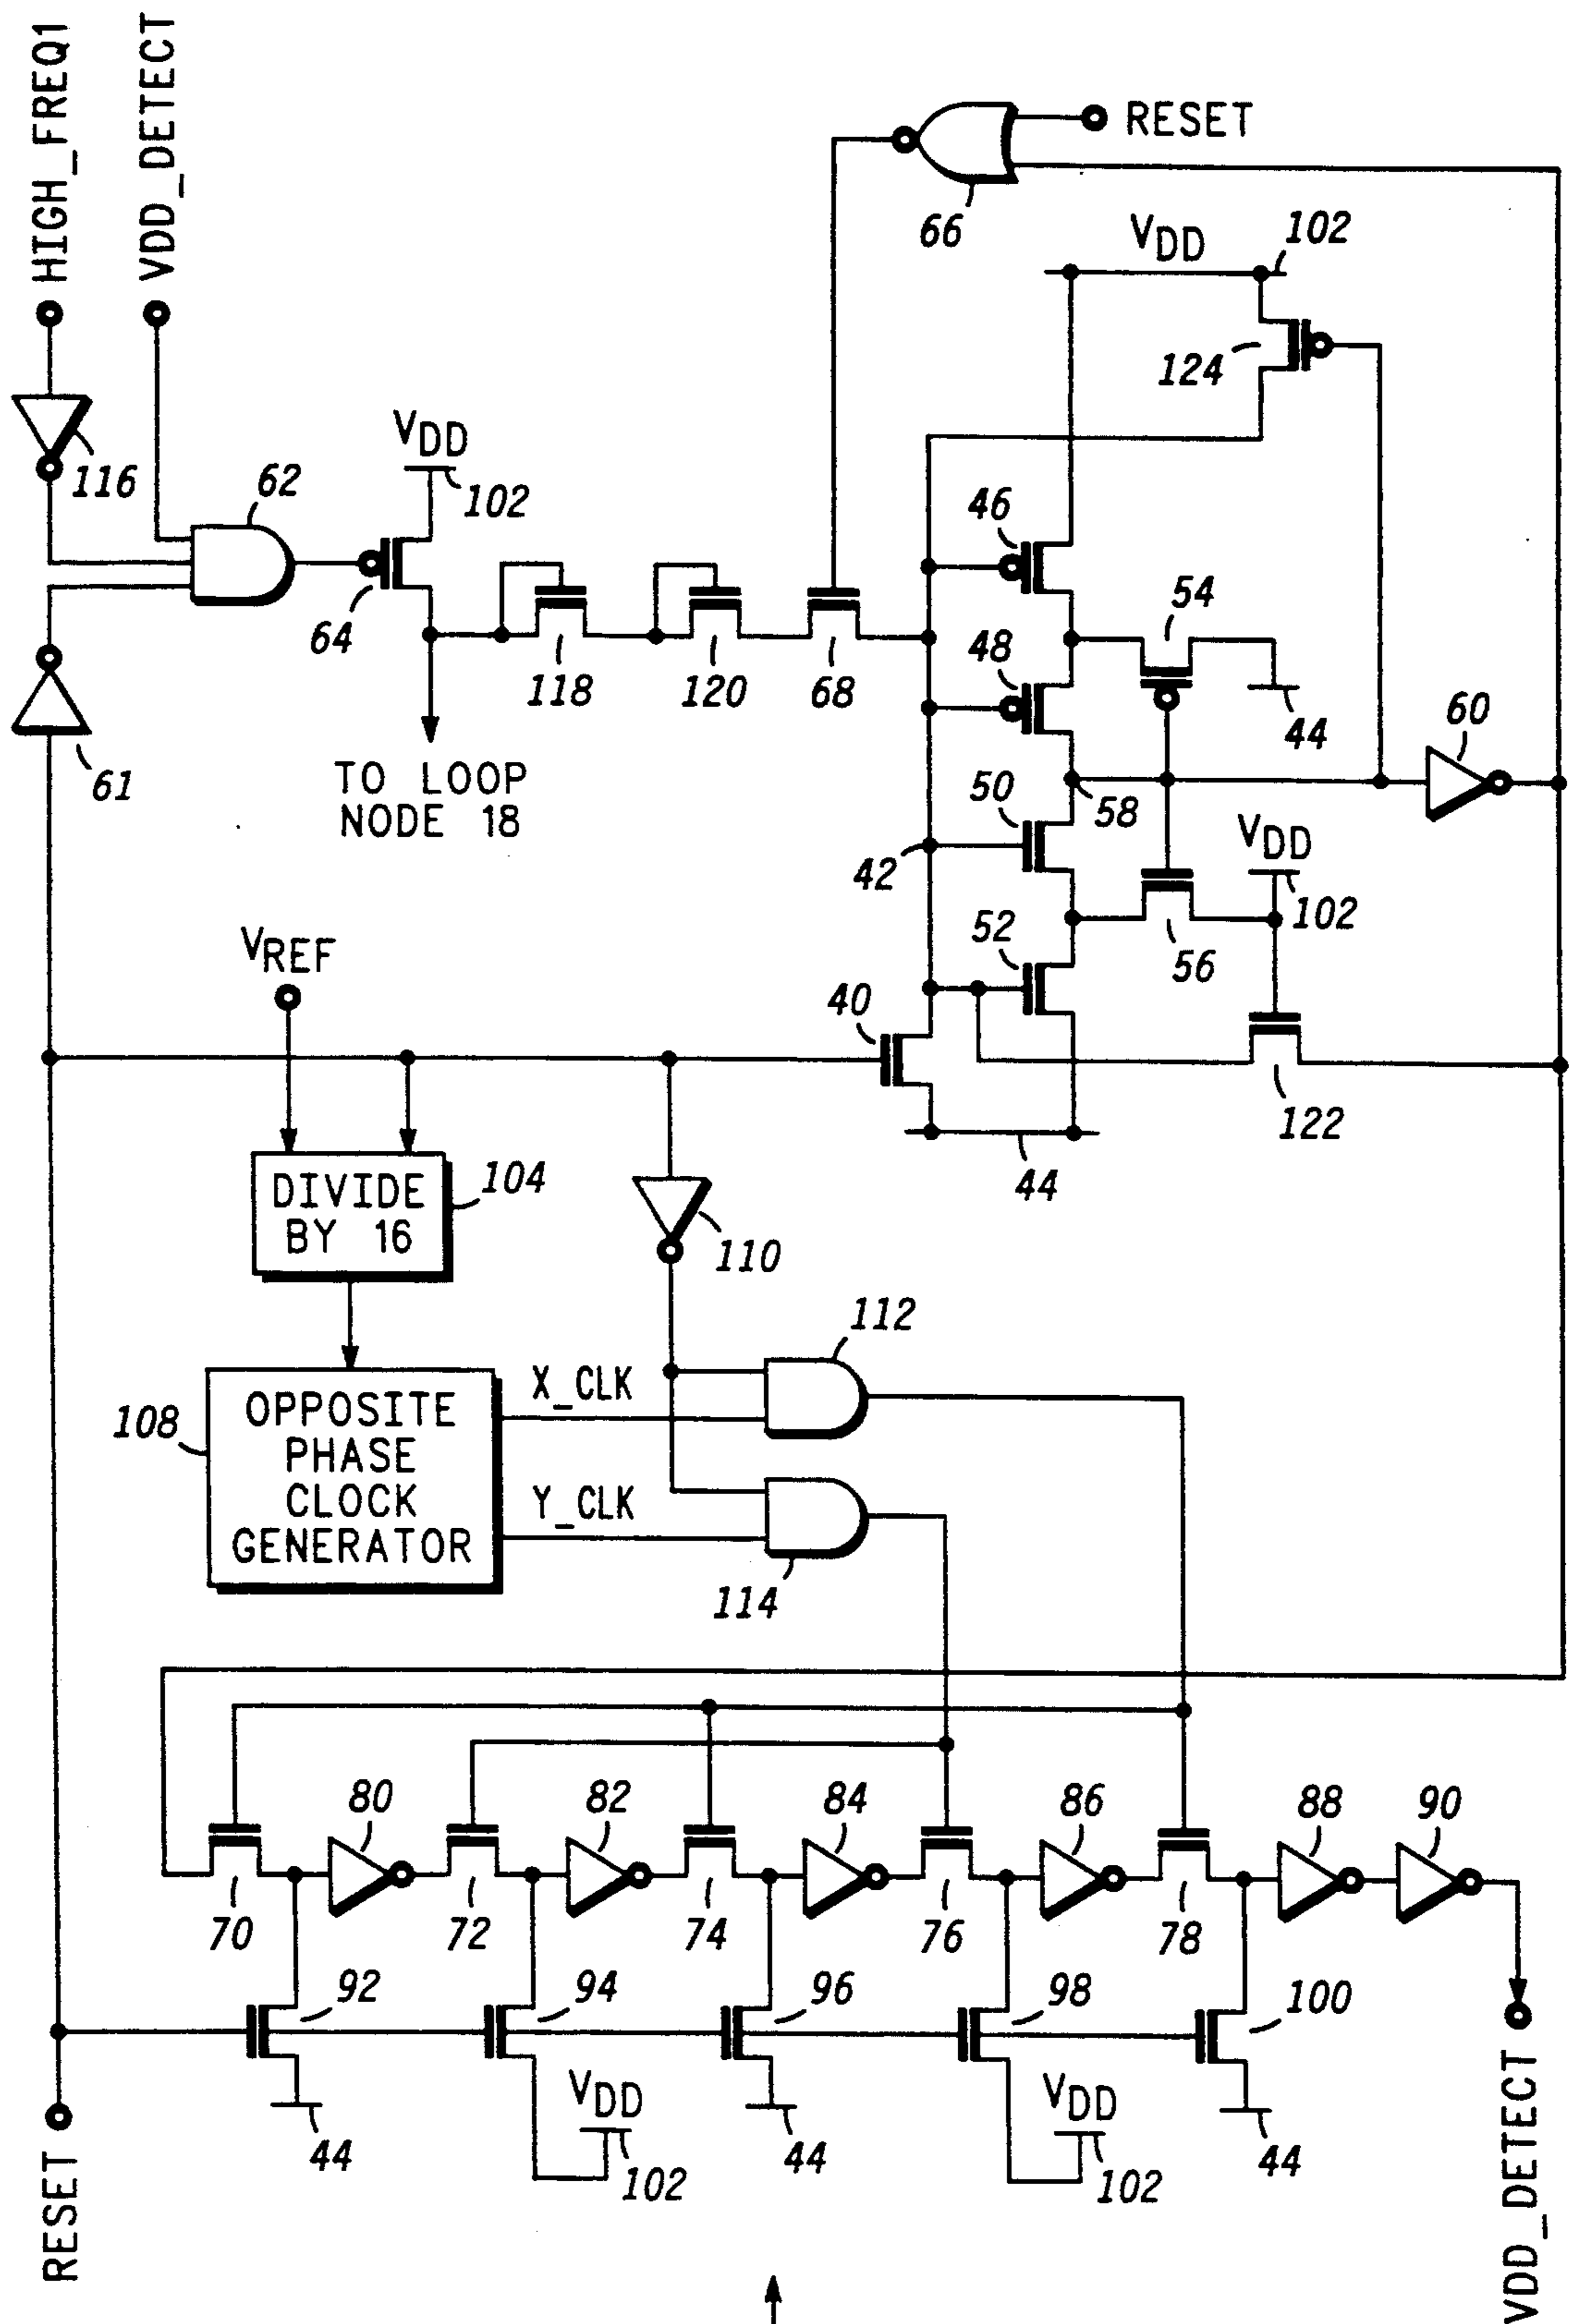 HIGH_FREQ1
VDD_DETECT
RESET
66
VDD
102
124
116
62
VDD
102
46
54
64
118
120
68
48
44
60
61
TO LOOP
NODE 18
50
58
42
VDD
102
VREF
52
56
40
122
DIVIDE
BY 16
104
44
110
112
X_CLK
108
OPPOSITE
PHASE
CLOCK
GENERATOR
Y_CLK
114
80
82
84
86
88
90
70
72
74
76
78
92
94
96
98
100
VDD
VDD
44
102
44
102
44
RESET
VDD_DETECT